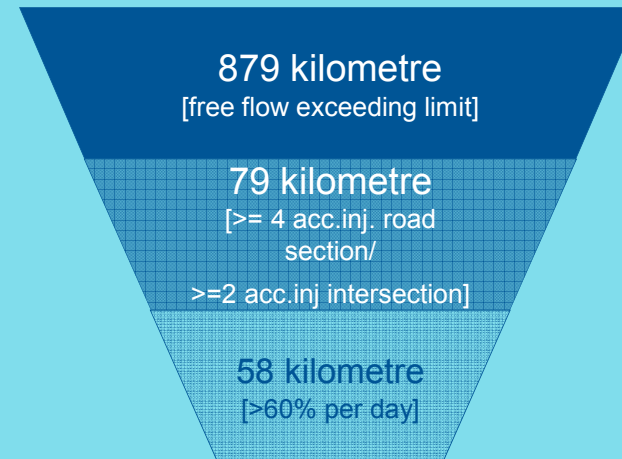 879 kilometre
[free flow exceeding limit]
79 kilometre
[>= 4 acc.inj. road
section/
>=2 acc.inj intersection]
58 kilometre
[>60% per day]